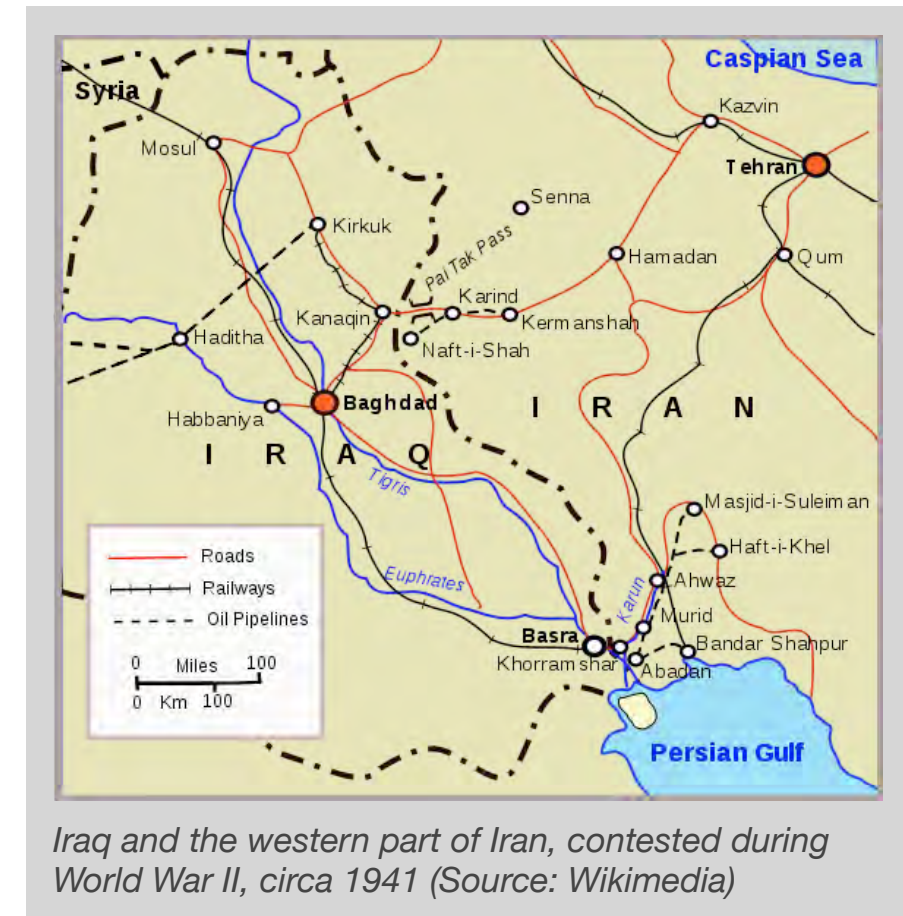 Caspian Sea
Syria
Kazvin
Mosul
Tehran
Senna
Kirkuk
Pai Tak Pass
Hamadan
Qum
Karind
Kanaqin
Kermanshah
Haditha
Naft-i-Shah
Baghdad
Habbaniya
I R A N
I R A Q
Tigris
Masjid-i-Suleiman
Roads
Haft-i-Khel
Euphrates
Railways
Karun
Ahwaz
Oil Pipelines
Murid
Basra
Bandar Shahpur
0 Miles 100
Khorramshar
Abadan
0 Km 100
Persian Gulf
Iraq and the western part of Iran, contested during
World War II, circa 1941 (Source: Wikimedia)